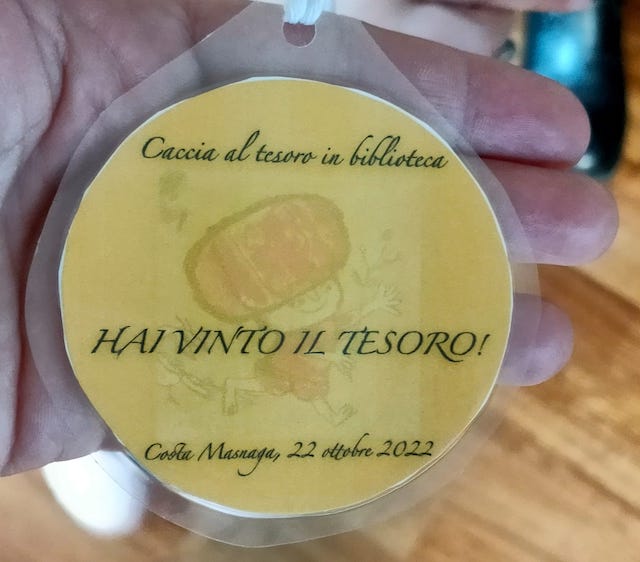 Caccia al tesoro in biblioteca
HAI VINTO IL TESORO!
Costa Masnaga, 22 ottobre 2022